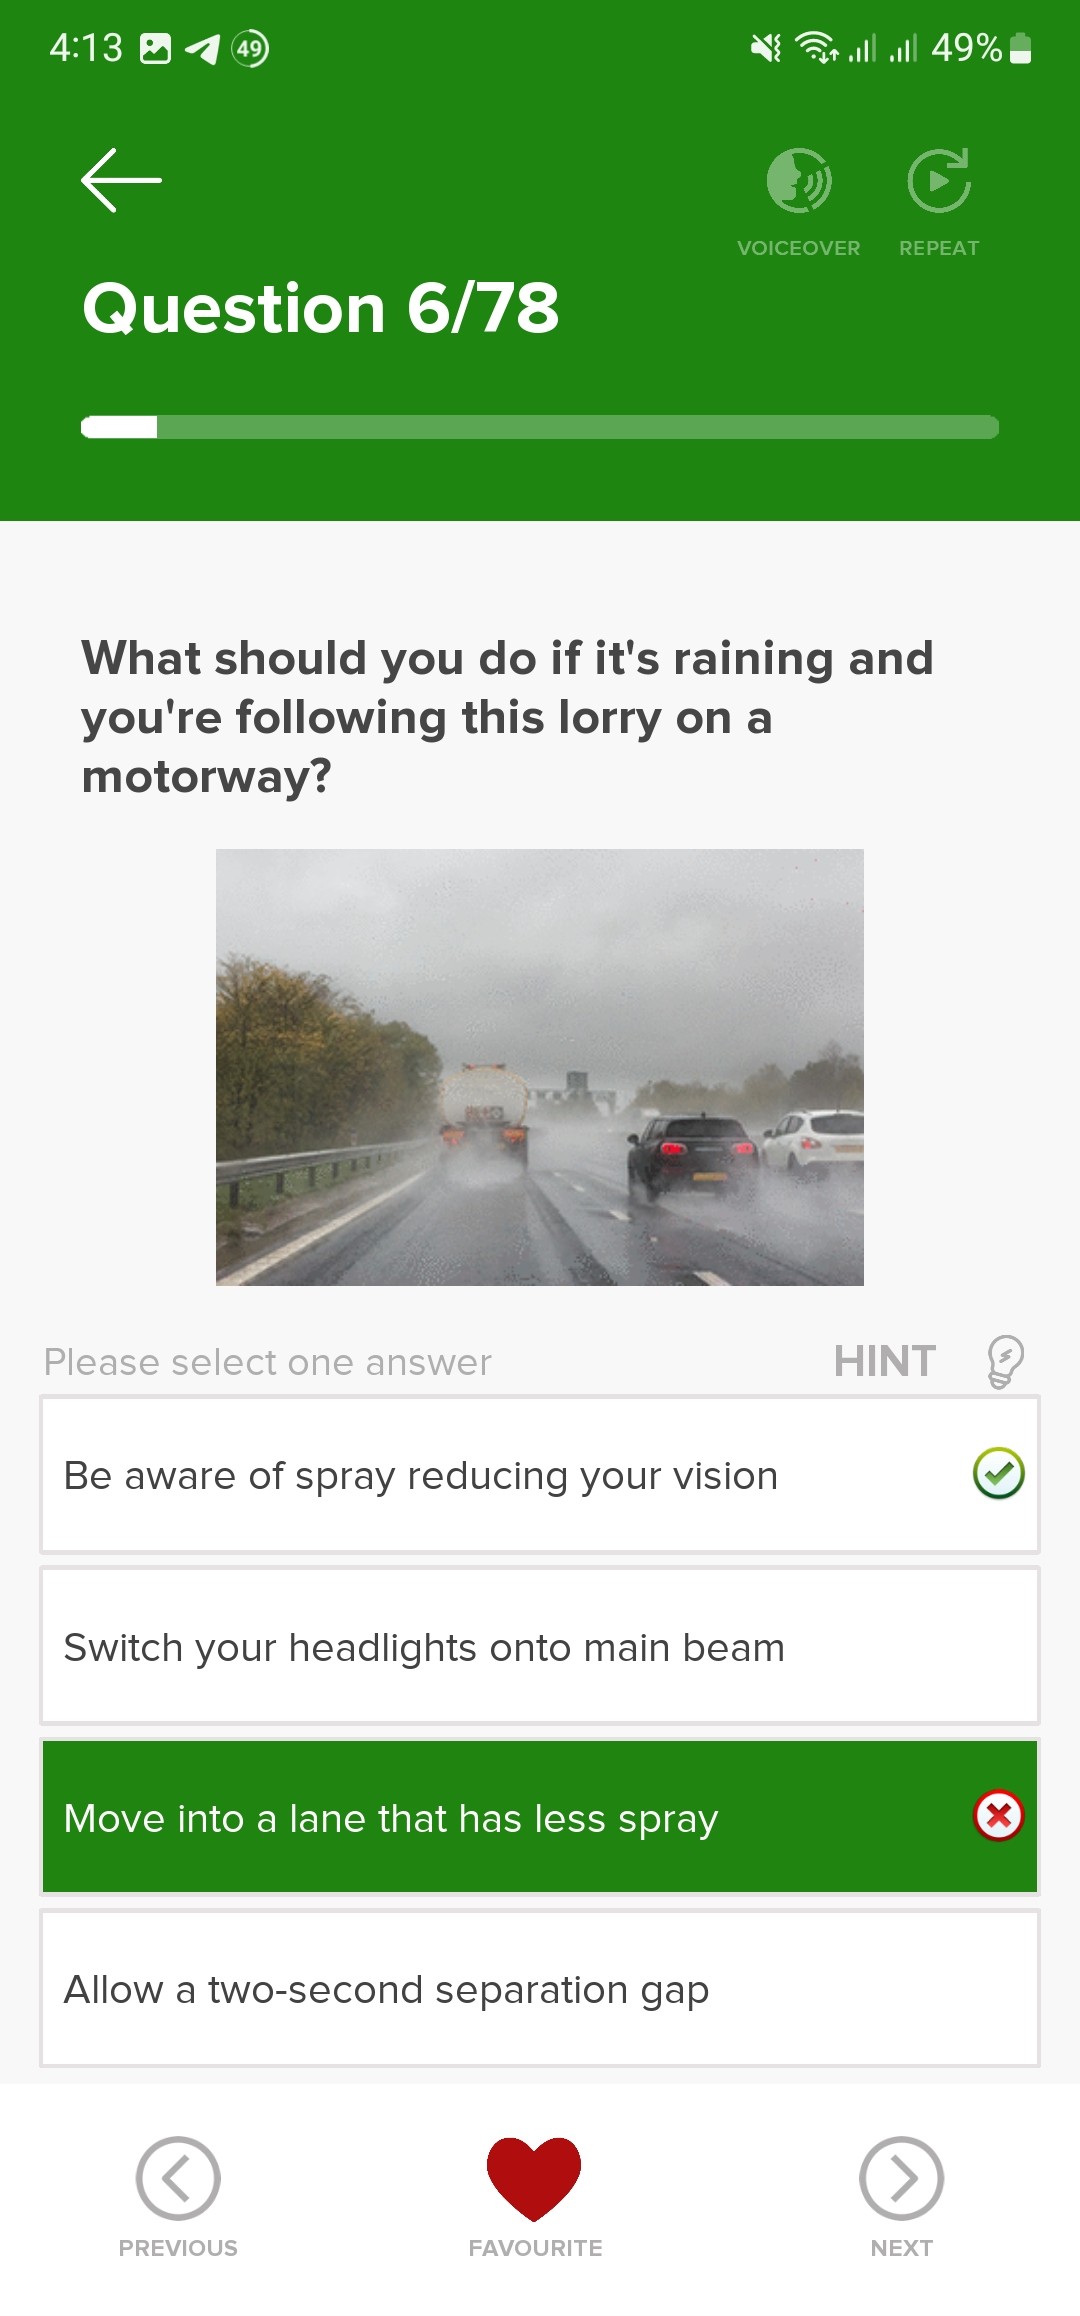 4:13
49
49%
VOICEOVER
REPEAT
Question 6/78
What should you do if it's raining and
you're following this lorry on a
motorway?
Please select one answer
HINT
Be aware of spray reducing your vision
Switch your headlights onto main beam
Move into a lane that has less spray
Allow a two-second separation gap
PREVIOUS
FAVOURITE
NEXT